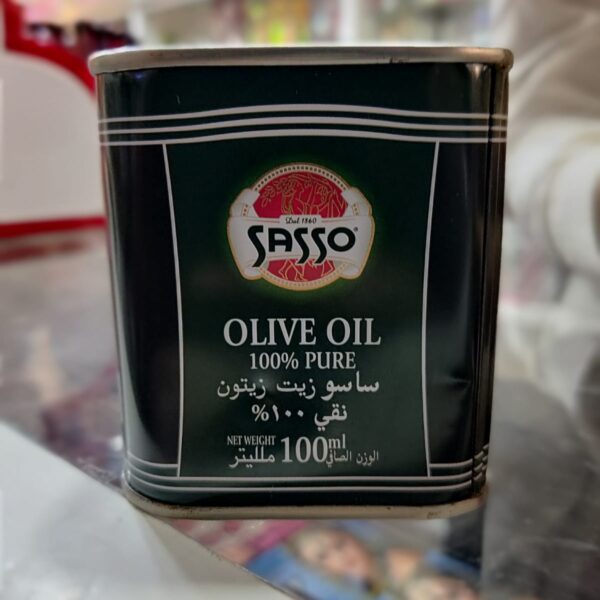 Dal 1860
SASSO
OLIVE OIL
100% PURE
ساسو زيت زيتون
نقي ١٠٠%
NET WEIGHT 100ml الوزن الصافي
ملليتر